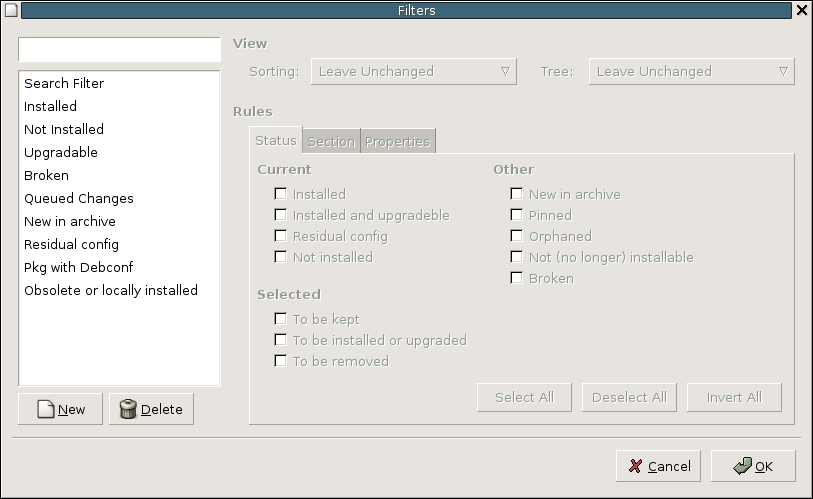 Filters
View
Sorting: Leave Unchanged Tree: Leave Unchanged
Search Filter
Installed
Not Installed
Upgradable
Broken
Queued Changes
New in archive
Residual config
Pkg with Debconf
Obsolete or locally installed
New Delete
Rules
Status Section Properties
Current
Installed
Installed and upgradeble
Residual config
Not installed
Other
New in archive
Pinned
Orphaned
Not (no longer) installable
Broken
Selected
To be kept
To be installed or upgraded
To be removed
Select All Deselect All Invert All
Cancel OK